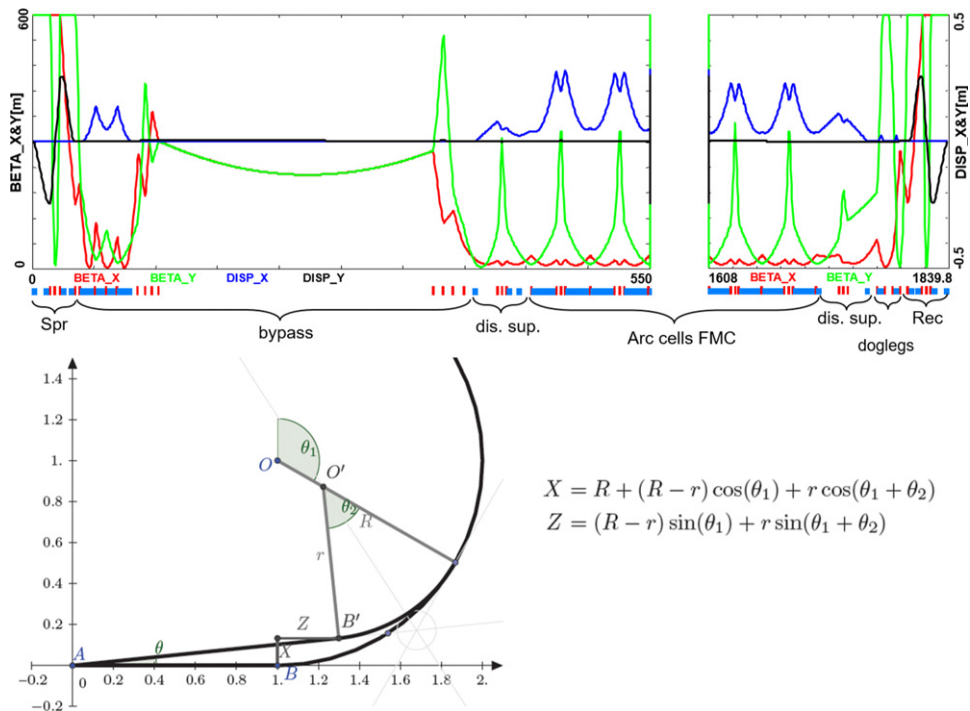 600
0.5
BETA_X&Y[m]
DISP_X&Y[m]
0
-0.5
BETA_X BETA_Y DISP_X DISP_Y BETA_X BETA_Y
0 550 1608 1839.8
Spr bypass dis. sup. Arc cells FMC dis. sup. doglegs Rec
1.4
1.2
1.
0.8
0.6
0.4
0.2
0
-0.2
-0.2 0.2 0.4 0.6 0.8 1.0 1.2 1.4 1.6 1.8 2.
O θ₁
O′
θ₂
R
r
Z B′
X
θ
A
B
X = R + (R − r) cos(θ₁) + r cos(θ₁ + θ₂)
Z = (R − r) sin(θ₁) + r sin(θ₁ + θ₂)